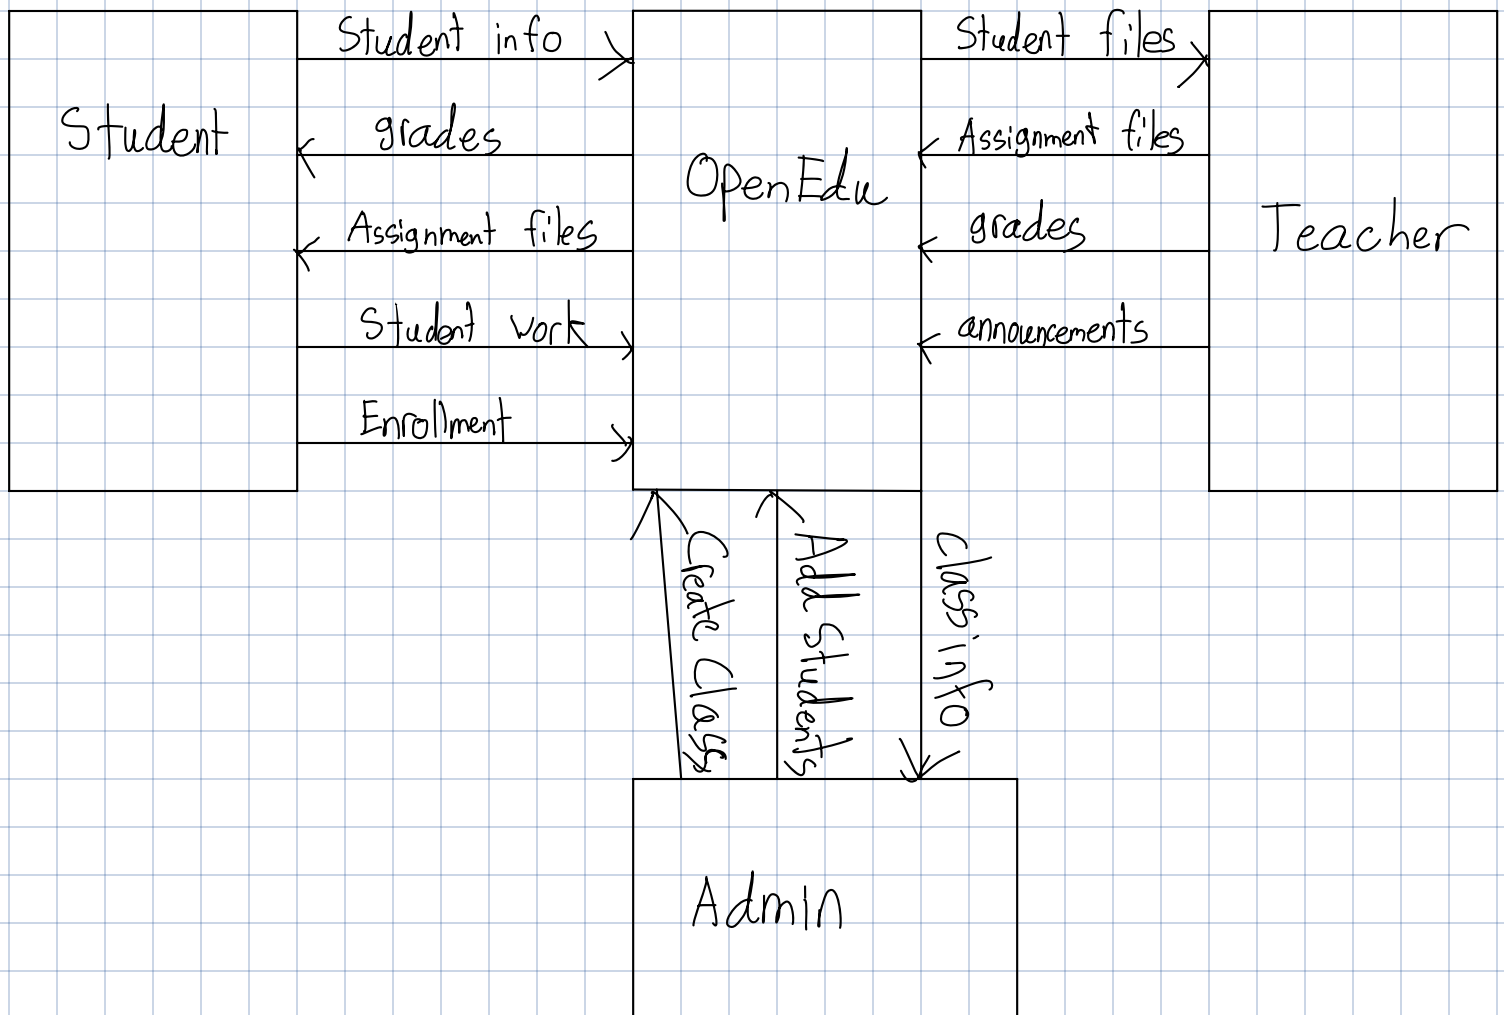 Student info
Student files
Student
grades
Assignment files
OpenEdu
Assignment files
grades
Teacher
Student work
announcements
Enrollment
Create Class
Add Students
Class info
Admin